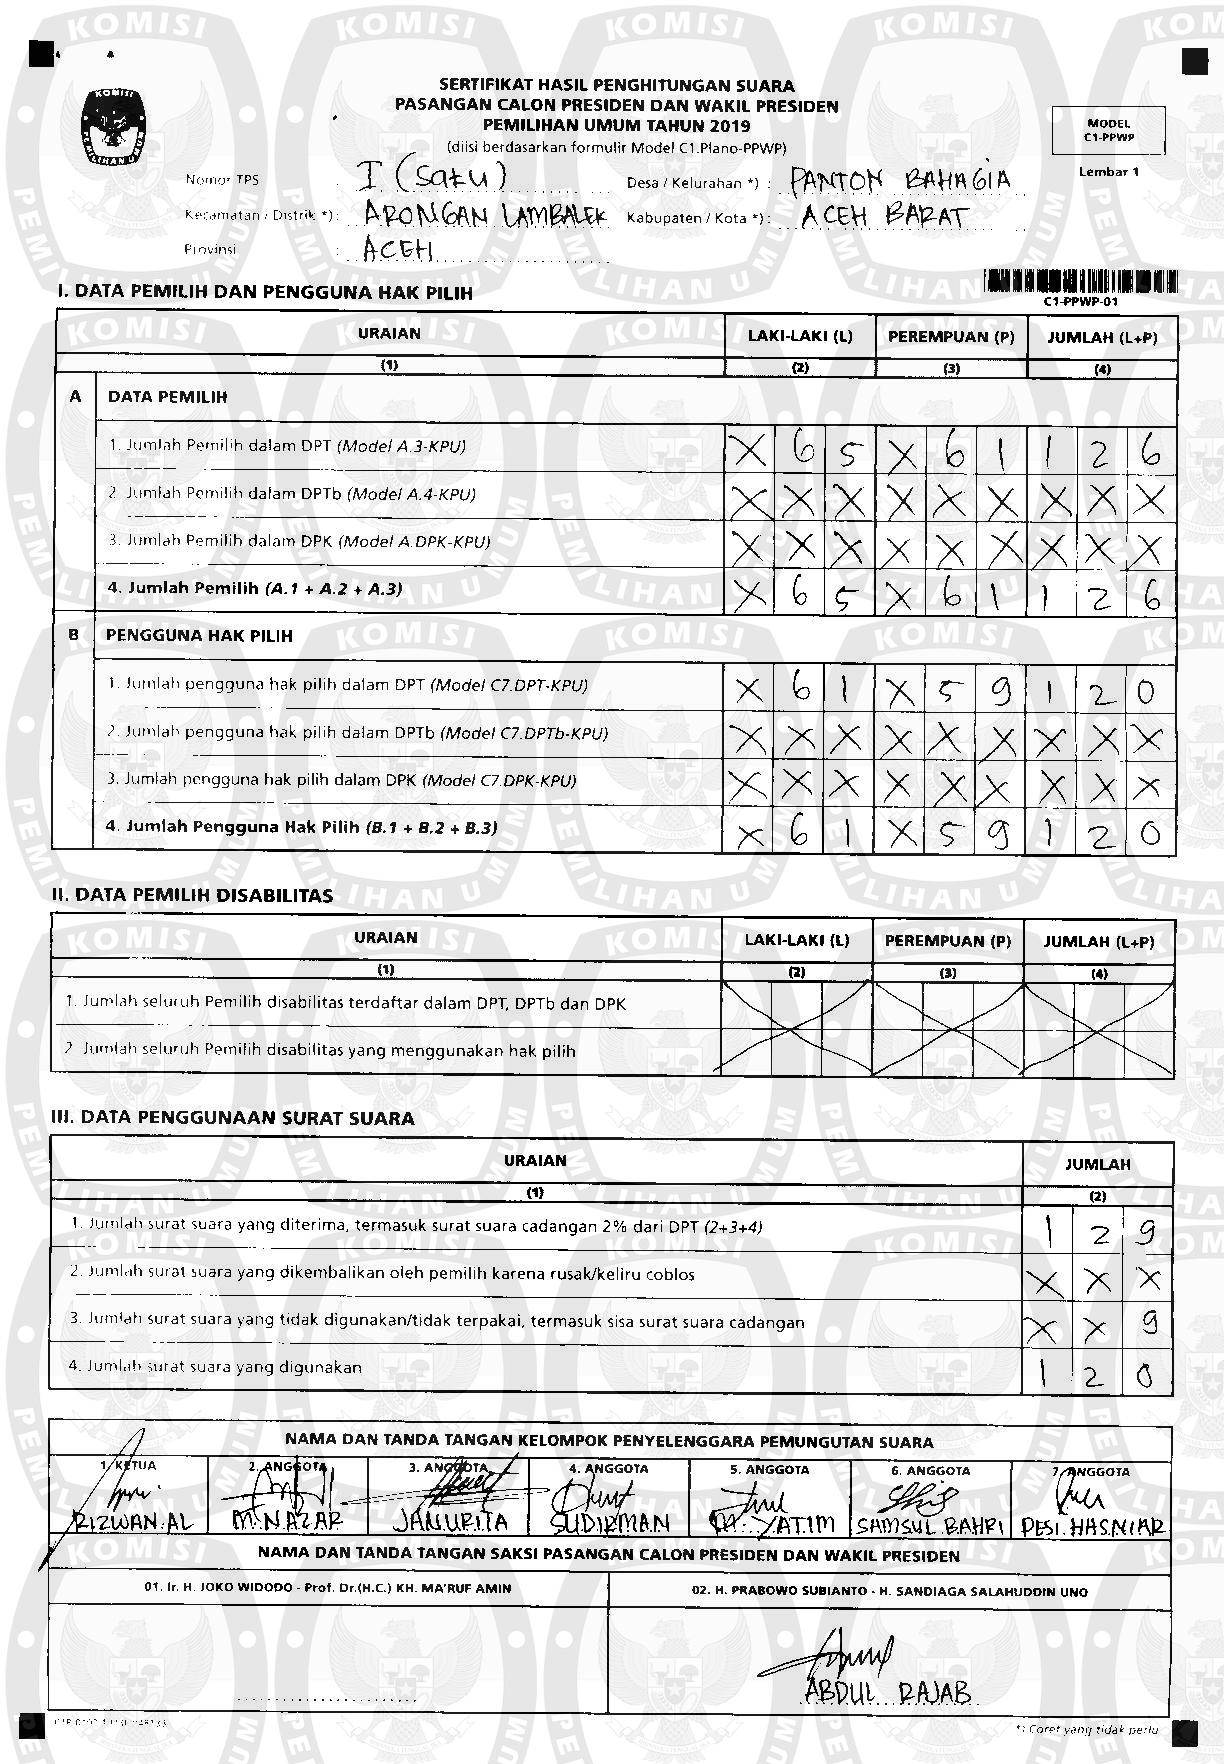 SERTIFIKAT HASIL PENGHITUNGAN SUARA
PASANGAN CALON PRESIDEN DAN WAKIL PRESIDEN
PEMILIHAN UMUM TAHUN 2019
(diisi berdasarkan formulir Model C1.Plano-PPWP)
KOMISI PEMILIHAN UMUM
MODEL
C1-PPWP
Lembar 1
Nomor TPS : I (satu) Desa / Kelurahan *) : PANTON BAHAGIA
Kecamatan / Distrik *) : ARONGAN LAMBALEK Kabupaten / Kota *) : ACEH BARAT
Provinsi : ACEH
C1-PPWP-01
I. DATA PEMILIH DAN PENGGUNA HAK PILIH
URAIAN LAKI-LAKI (L) PEREMPUAN (P) JUMLAH (L+P)
(1) (2) (3) (4)
A DATA PEMILIH
1. Jumlah Pemilih dalam DPT (Model A.3-KPU) X 6 5 X 6 1 1 2 6
2. Jumlah Pemilih dalam DPTb (Model A.4-KPU) X X X X X X X X X
3. Jumlah Pemilih dalam DPK (Model A.DPK-KPU) X X X X X X X X X
4. Jumlah Pemilih (A.1 + A.2 + A.3) X 6 5 X 6 1 1 2 6
B PENGGUNA HAK PILIH
1. Jumlah pengguna hak pilih dalam DPT (Model C7.DPT-KPU) X 6 1 X 5 9 1 2 0
2. Jumlah pengguna hak pilih dalam DPTb (Model C7.DPTb-KPU) X X X X X X X X X
3. Jumlah pengguna hak pilih dalam DPK (Model C7.DPK-KPU) X X X X X X X X X
4. Jumlah Pengguna Hak Pilih (B.1 + B.2 + B.3) X 6 1 X 5 9 1 2 0
II. DATA PEMILIH DISABILITAS
URAIAN LAKI-LAKI (L) PEREMPUAN (P) JUMLAH (L+P)
(1) (2) (3) (4)
1. Jumlah seluruh Pemilih disabilitas terdaftar dalam DPT, DPTb dan DPK
2. Jumlah seluruh Pemilih disabilitas yang menggunakan hak pilih
III. DATA PENGGUNAAN SURAT SUARA
URAIAN JUMLAH
(1) (2)
1. Jumlah surat suara yang diterima, termasuk surat suara cadangan 2% dari DPT (2+3+4) 1 2 9
2. Jumlah surat suara yang dikembalikan oleh pemilih karena rusak/keliru coblos X X X
3. Jumlah surat suara yang tidak digunakan/tidak terpakai, termasuk sisa surat suara cadangan X X 9
4. Jumlah surat suara yang digunakan 1 2 0
NAMA DAN TANDA TANGAN KELOMPOK PENYELENGGARA PEMUNGUTAN SUARA
1. KETUA 2. ANGGOTA 3. ANGGOTA 4. ANGGOTA 5. ANGGOTA 6. ANGGOTA 7. ANGGOTA
RIZWAN.AL M.NAZAR JANURITA SUDIRMAN M. YATIM SAMSUL BAHRI DESI.HASNIAR
NAMA DAN TANDA TANGAN SAKSI PASANGAN CALON PRESIDEN DAN WAKIL PRESIDEN
01. Ir. H. JOKO WIDODO - Prof. Dr.(H.C.) KH. MA'RUF AMIN 02. H. PRABOWO SUBIANTO - H. SANDIAGA SALAHUDDIN UNO
ABDUL RAJAB
*) Coret yang tidak perlu